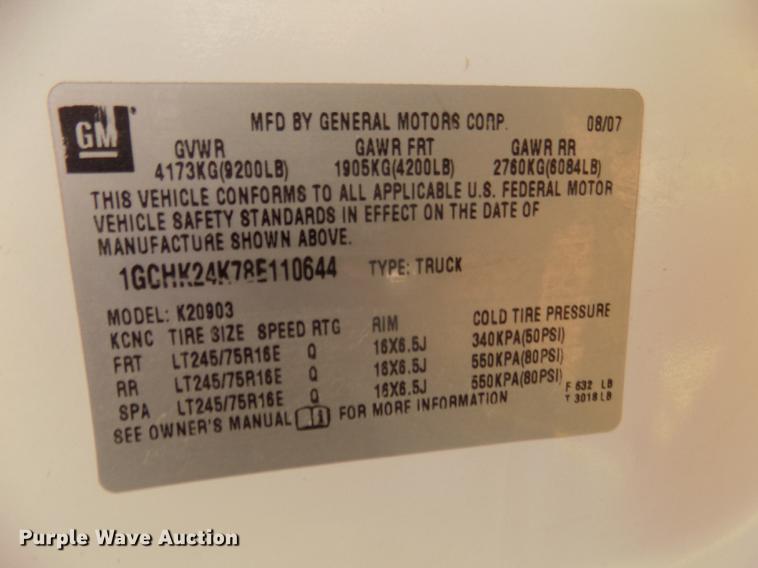 GM
MFD BY GENERAL MOTORS CORP. 08/07
GVWR GAWR FRT GAWR RR
4173KG(9200LB) 1905KG(4200LB) 2760KG(6084LB)
THIS VEHICLE CONFORMS TO ALL APPLICABLE U.S. FEDERAL MOTOR
VEHICLE SAFETY STANDARDS IN EFFECT ON THE DATE OF
MANUFACTURE SHOWN ABOVE.
1GCHK24K78E110644 TYPE: TRUCK
MODEL: K20903
KCNC TIRE SIZE SPEED RTG RIM COLD TIRE PRESSURE
FRT LT245/75R16E Q 16X6.5J 340KPA(50PSI)
RR LT245/75R16E Q 16X6.5J 550KPA(80PSI)
SPA LT245/75R16E Q 16X6.5J 550KPA(80PSI)
SEE OWNER'S MANUAL FOR MORE INFORMATION
F 632 LB
T 3018 LB
Purple Wave Auction